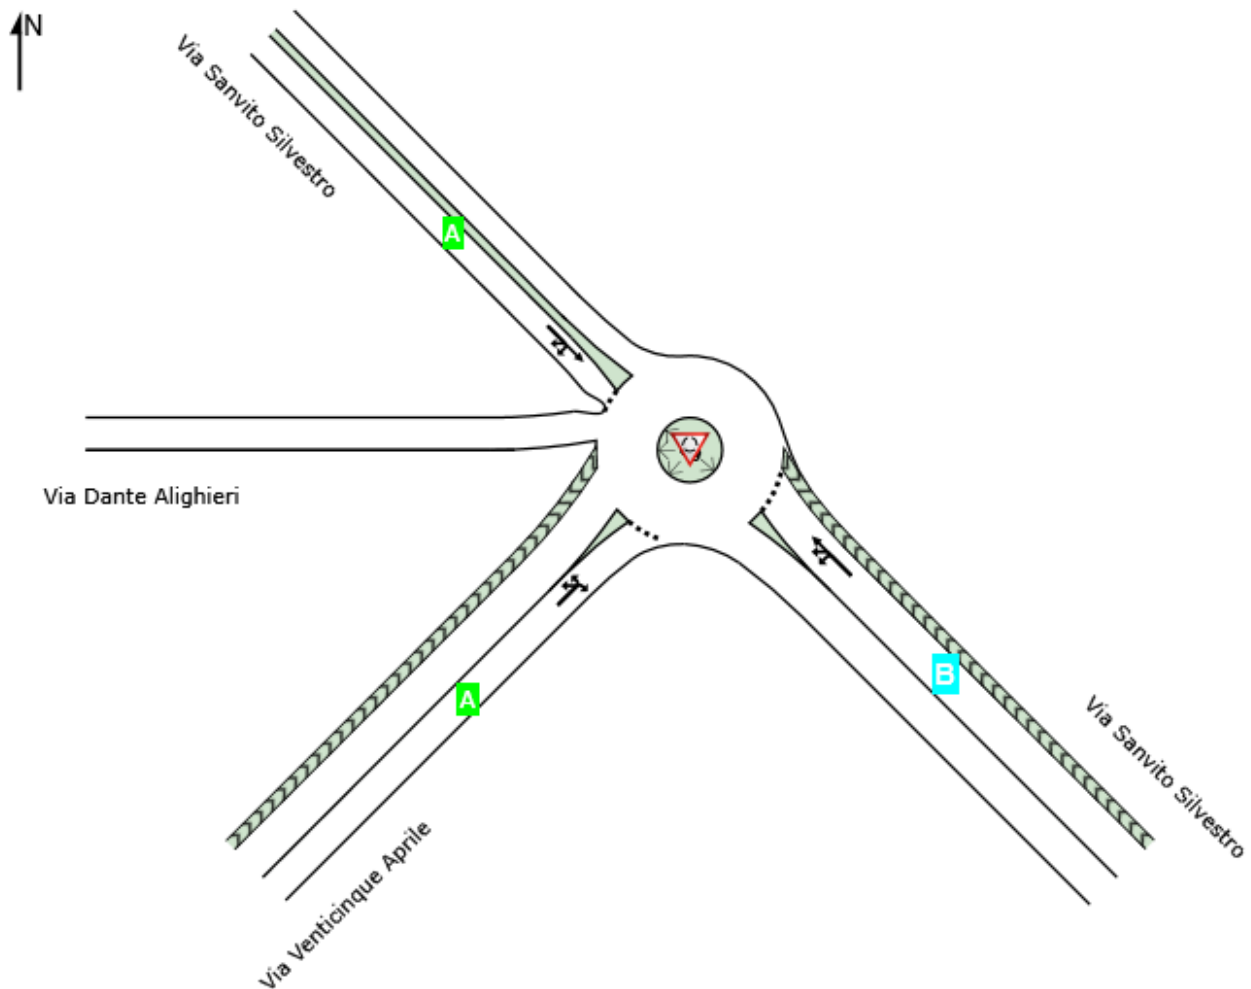 N
Via Sanvito Silvestro
A
Via Dante Alighieri
A
B
Via Sanvito Silvestro
Via Venticinque Aprile